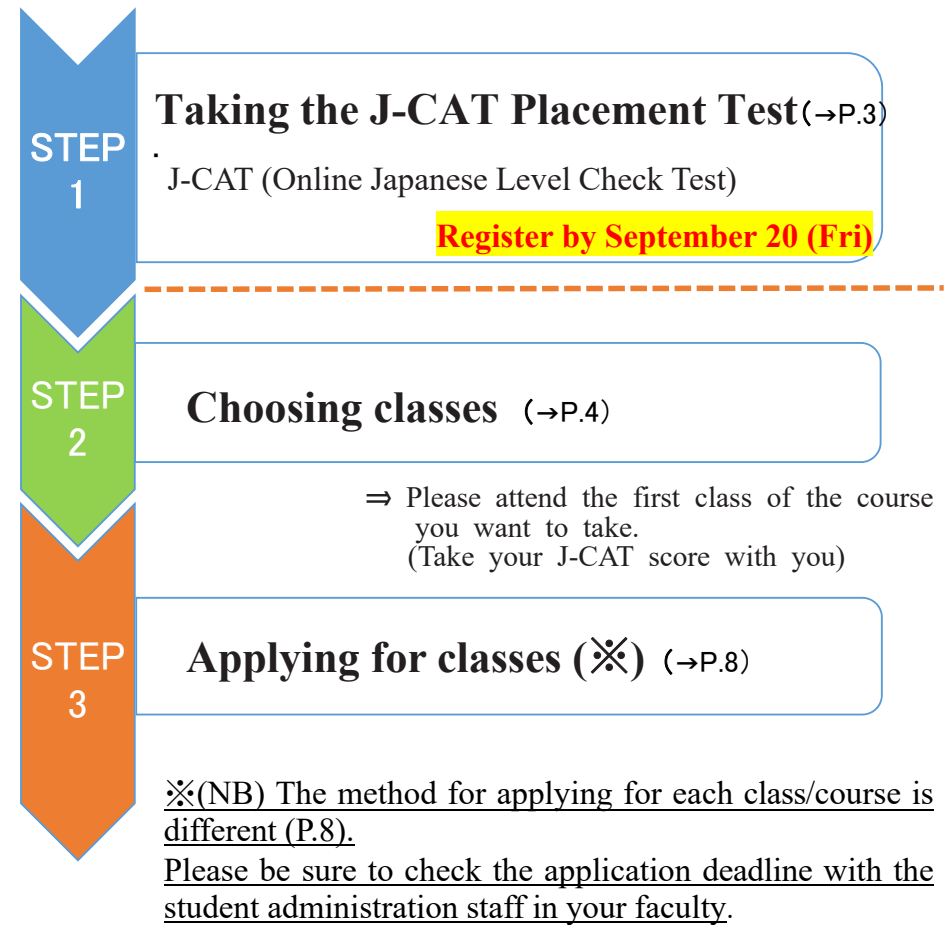 STEP
1
Taking the J-CAT Placement Test(→P.3)
.
J-CAT (Online Japanese Level Check Test)
Register by September 20 (Fri)
STEP
2
Choosing classes (→P.4)
⇒ Please attend the first class of the course
you want to take.
(Take your J-CAT score with you)
STEP
3
Applying for classes (※) (→P.8)
※(NB) The method for applying for each class/course is
different (P.8).
Please be sure to check the application deadline with the
student administration staff in your faculty.